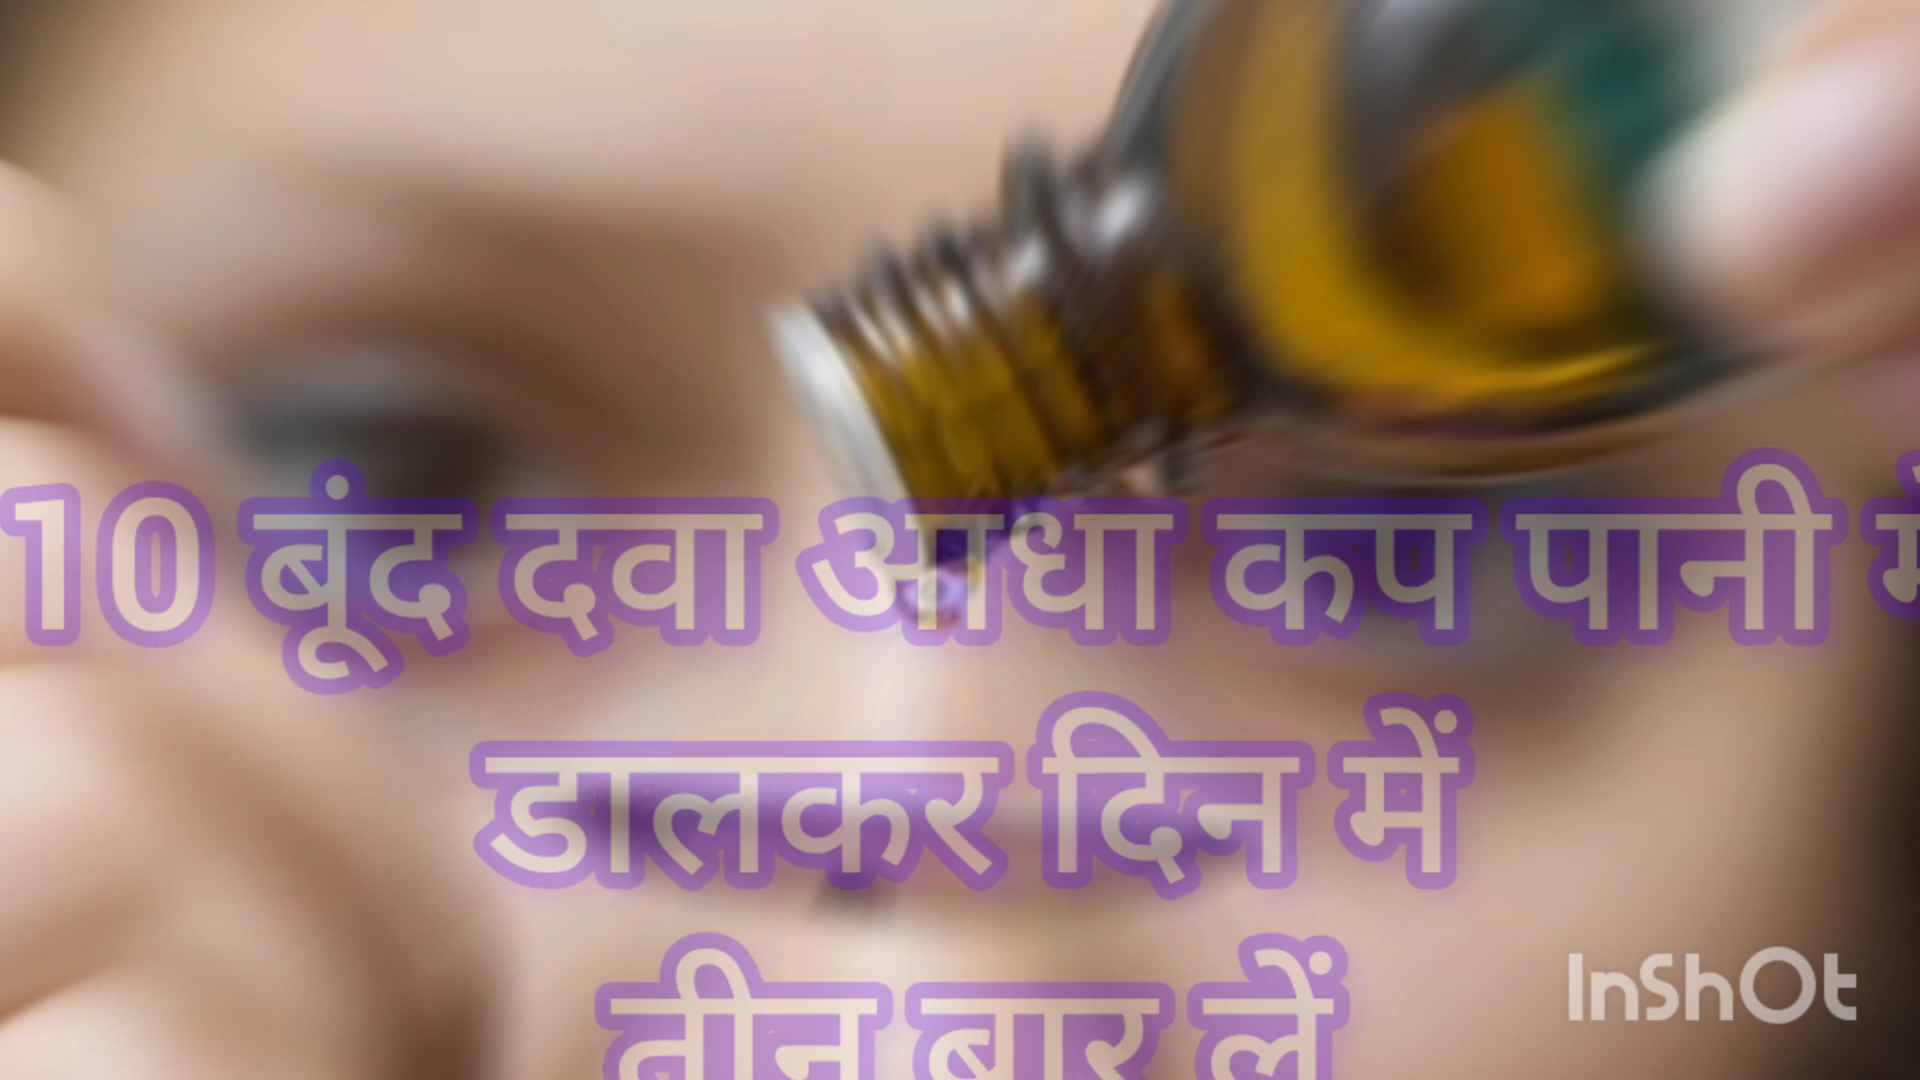 10 बूंद दवा आधा कप पानी में
डालकर दिन में
तीन बार लें
InShOt